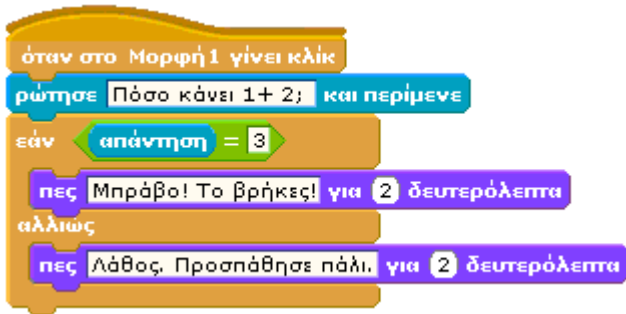 όταν στο Μορφή1 γίνει κλίκ
ρώτησε Πόσο κάνει 1+ 2; και περίμενε
εάν απάντηση = 3
πες Μπράβο! Το βρήκες! για 2 δευτερόλεπτα
αλλιώς
πες Λάθος. Προσπάθησε πάλι. για 2 δευτερόλεπτα